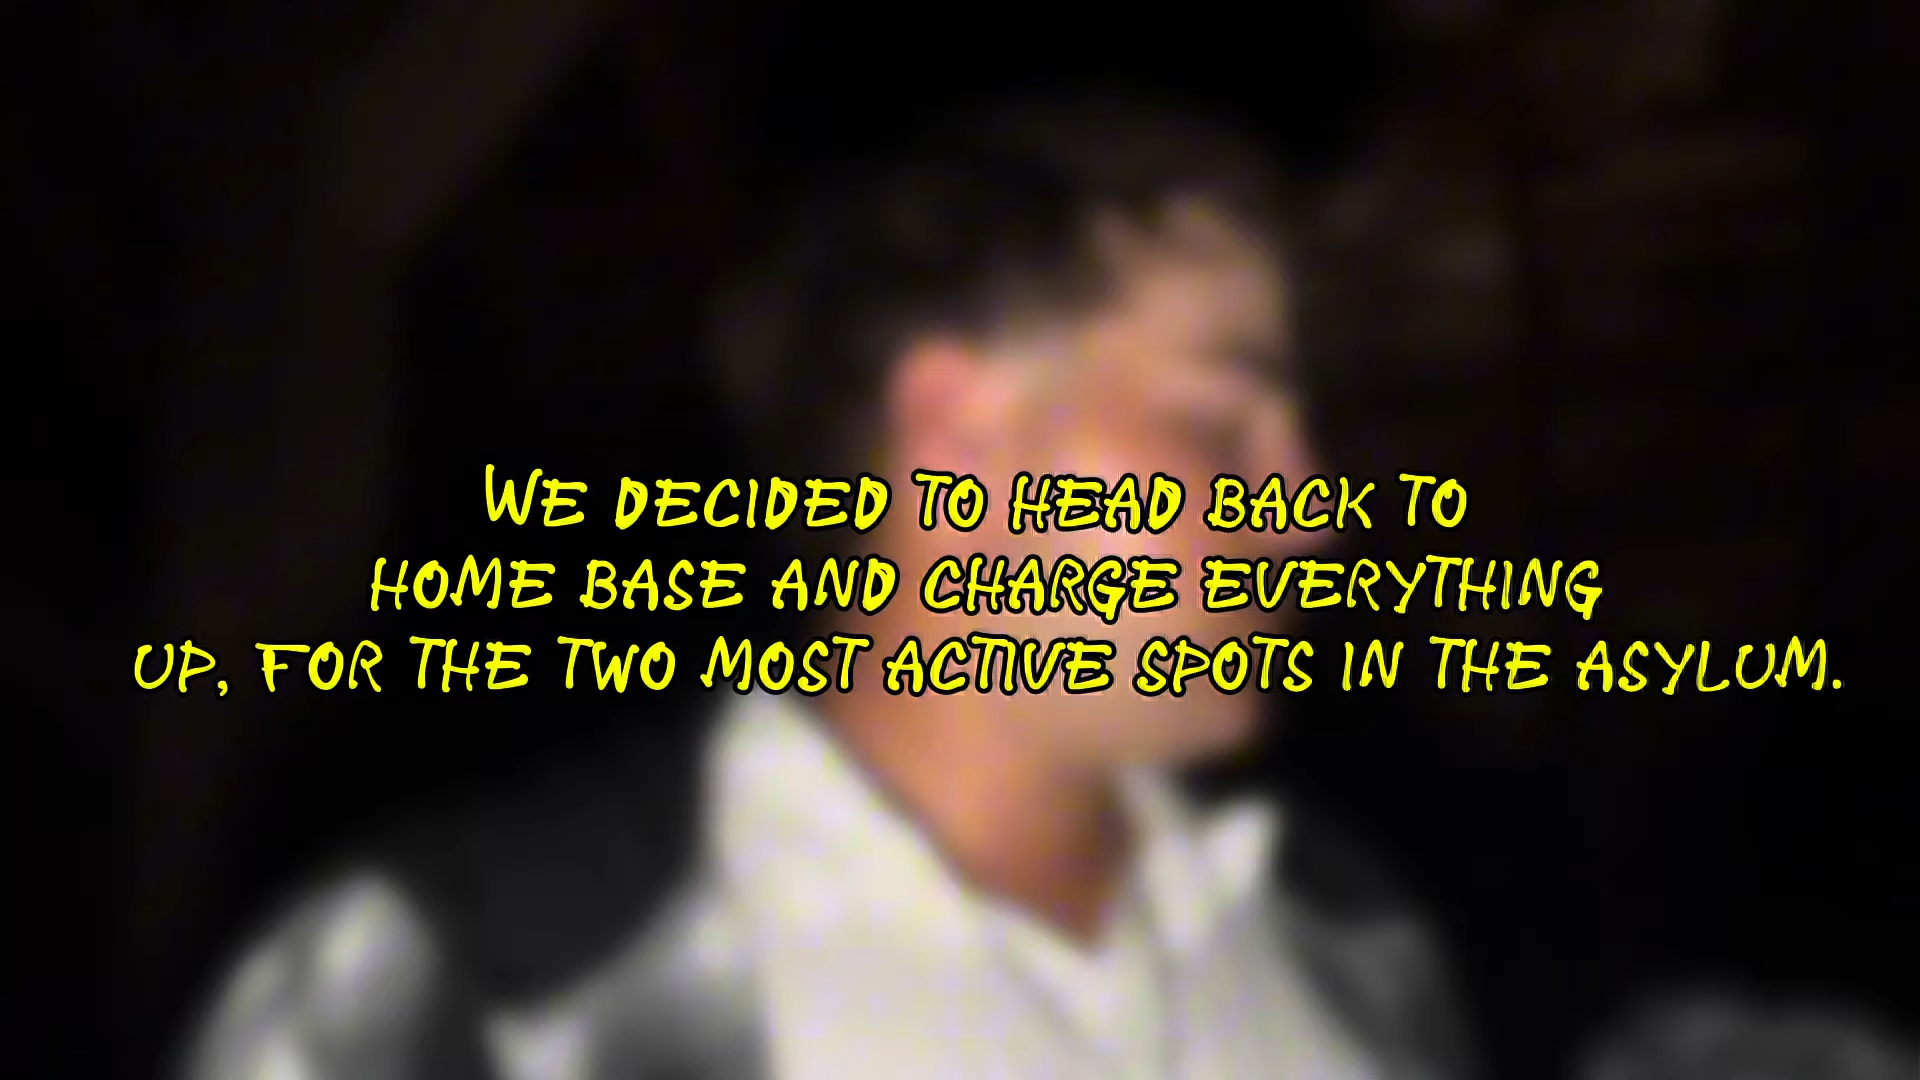 WE DECIDED TO HEAD BACK TO
HOME BASE AND CHARGE EVERYTHING
UP, FOR THE TWO MOST ACTIVE SPOTS IN THE ASYLUM.